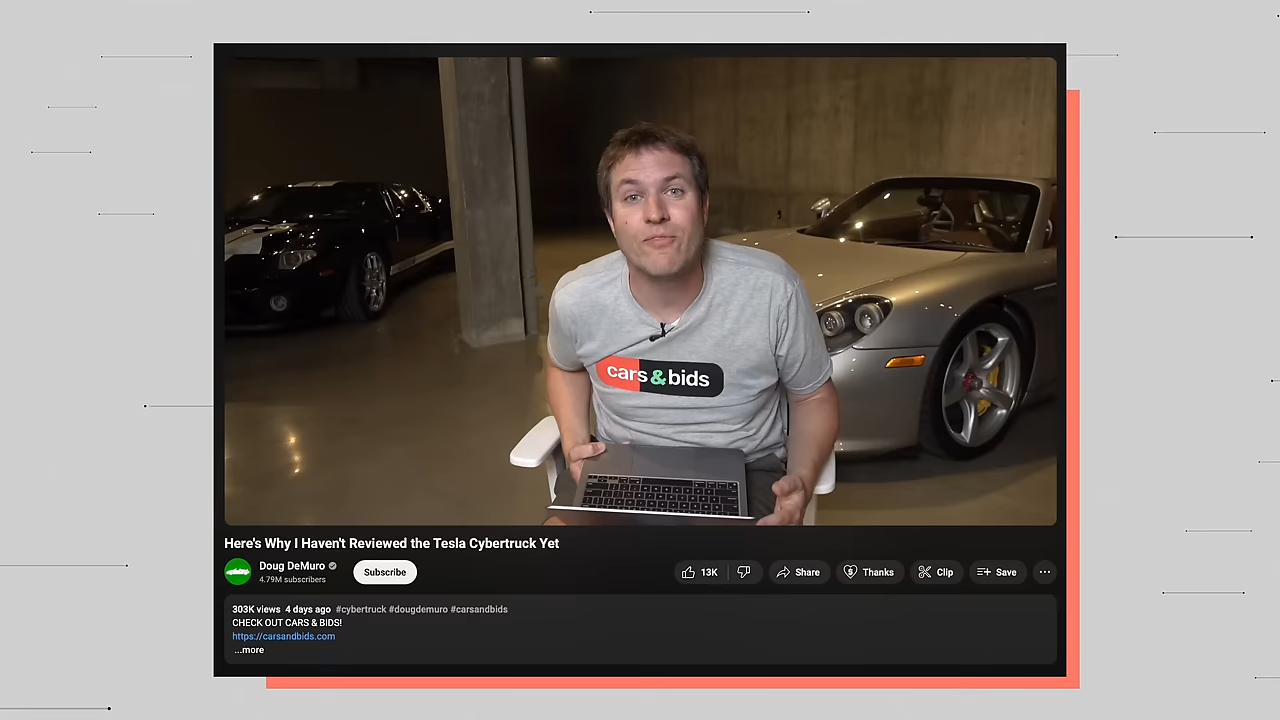 cars&bids
Here's Why I Haven't Reviewed the Tesla Cybertruck Yet
Doug DeMuro
4.79M subscribers
Subscribe
13K
Share
Thanks
Clip
Save
303K views 4 days ago #cybertruck #dougdemuro #carsandbids
CHECK OUT CARS & BIDS!
https://carsandbids.com
...more